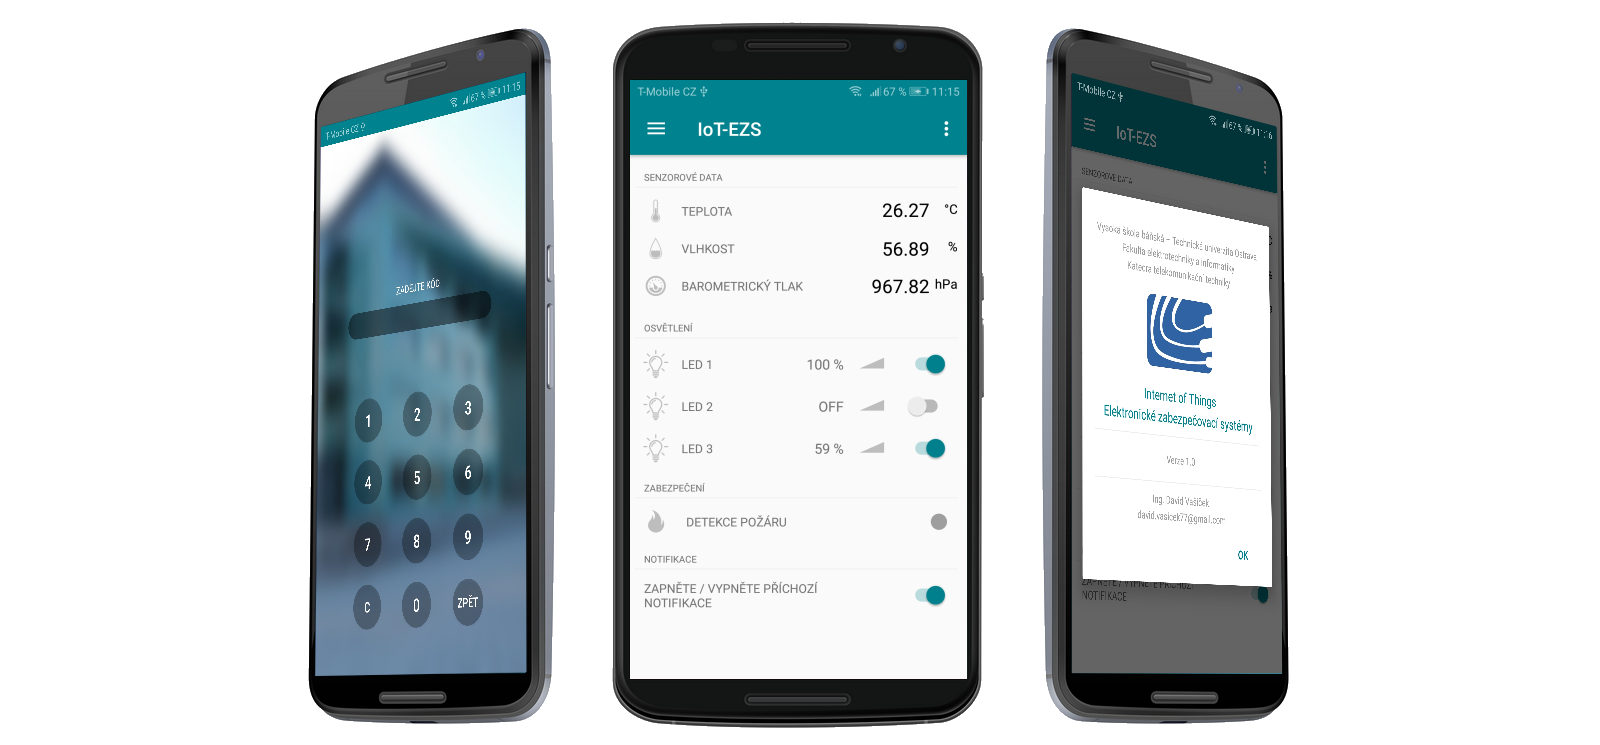 T-Mobile CZ 67 % 11:15
ZADEJTE KÓD
1 2 3
4 5 6
7 8 9
C 0 ZPĚT
T-Mobile CZ 67 % 11:15
IoT-EZS
SENZOROVÉ DATA
TEPLOTA 26.27 °C
VLHKOST 56.89 %
BAROMETRICKÝ TLAK 967.82 hPa
OSVĚTLENÍ
LED 1 100 %
LED 2 OFF
LED 3 59 %
ZABEZPEČENÍ
DETEKCE POŽÁRU
NOTIFIKACE
ZAPNĚTE / VYPNĚTE PŘÍCHOZÍ
NOTIFIKACE
T-Mobile CZ 67 % 11:16
IoT-EZS
SENZOROVÉ DATA
Vysoká škola báňská – Technická univerzita Ostrava
Fakulta elektrotechniky a informatiky
Katedra telekomunikační techniky
Internet of Things
Elektronické zabezpečovací systémy
Verze 1.0
Ing. David Vašíček
david.vasicek77@gmail.com
OK
ZAPNĚTE / VYPNĚTE PŘÍCHOZÍ
NOTIFIKACE